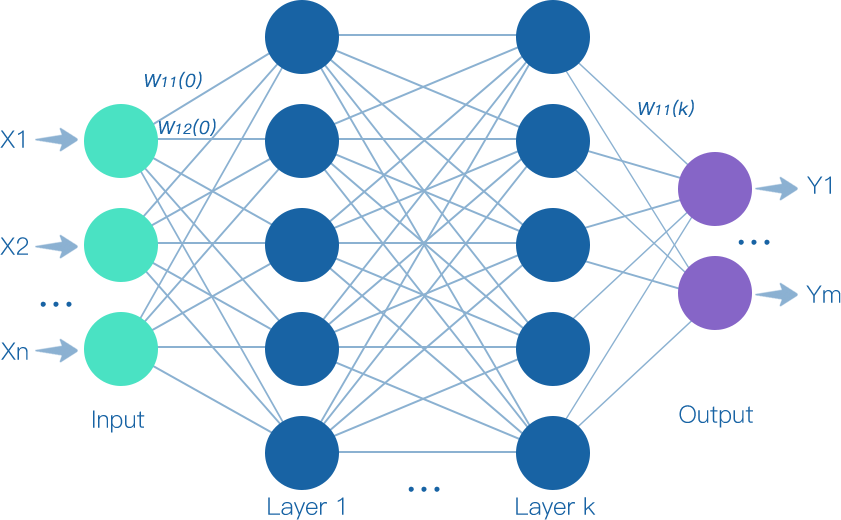 W11(0)
W12(0)
W11(k)
X1
X2
...
Xn
Y1
...
Ym
Input
Output
Layer 1
...
Layer k